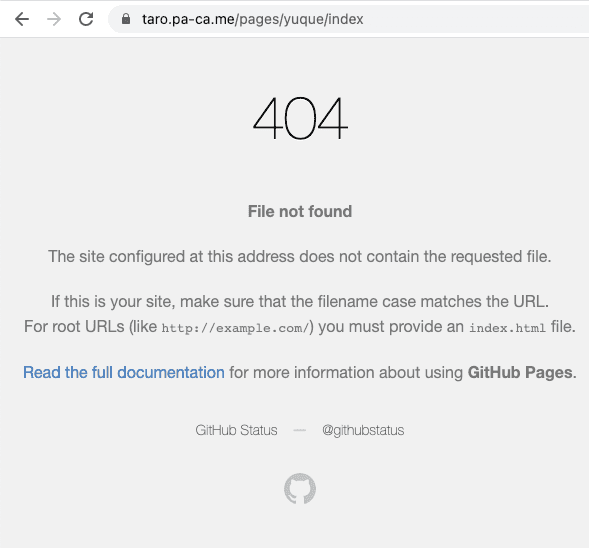 taro.pa-ca.me/pages/yuque/index
404
File not found
The site configured at this address does not contain the requested file.
If this is your site, make sure that the filename case matches the URL.
For root URLs (like http://example.com/) you must provide an index.html file.
Read the full documentation for more information about using GitHub Pages.
GitHub Status — @githubstatus